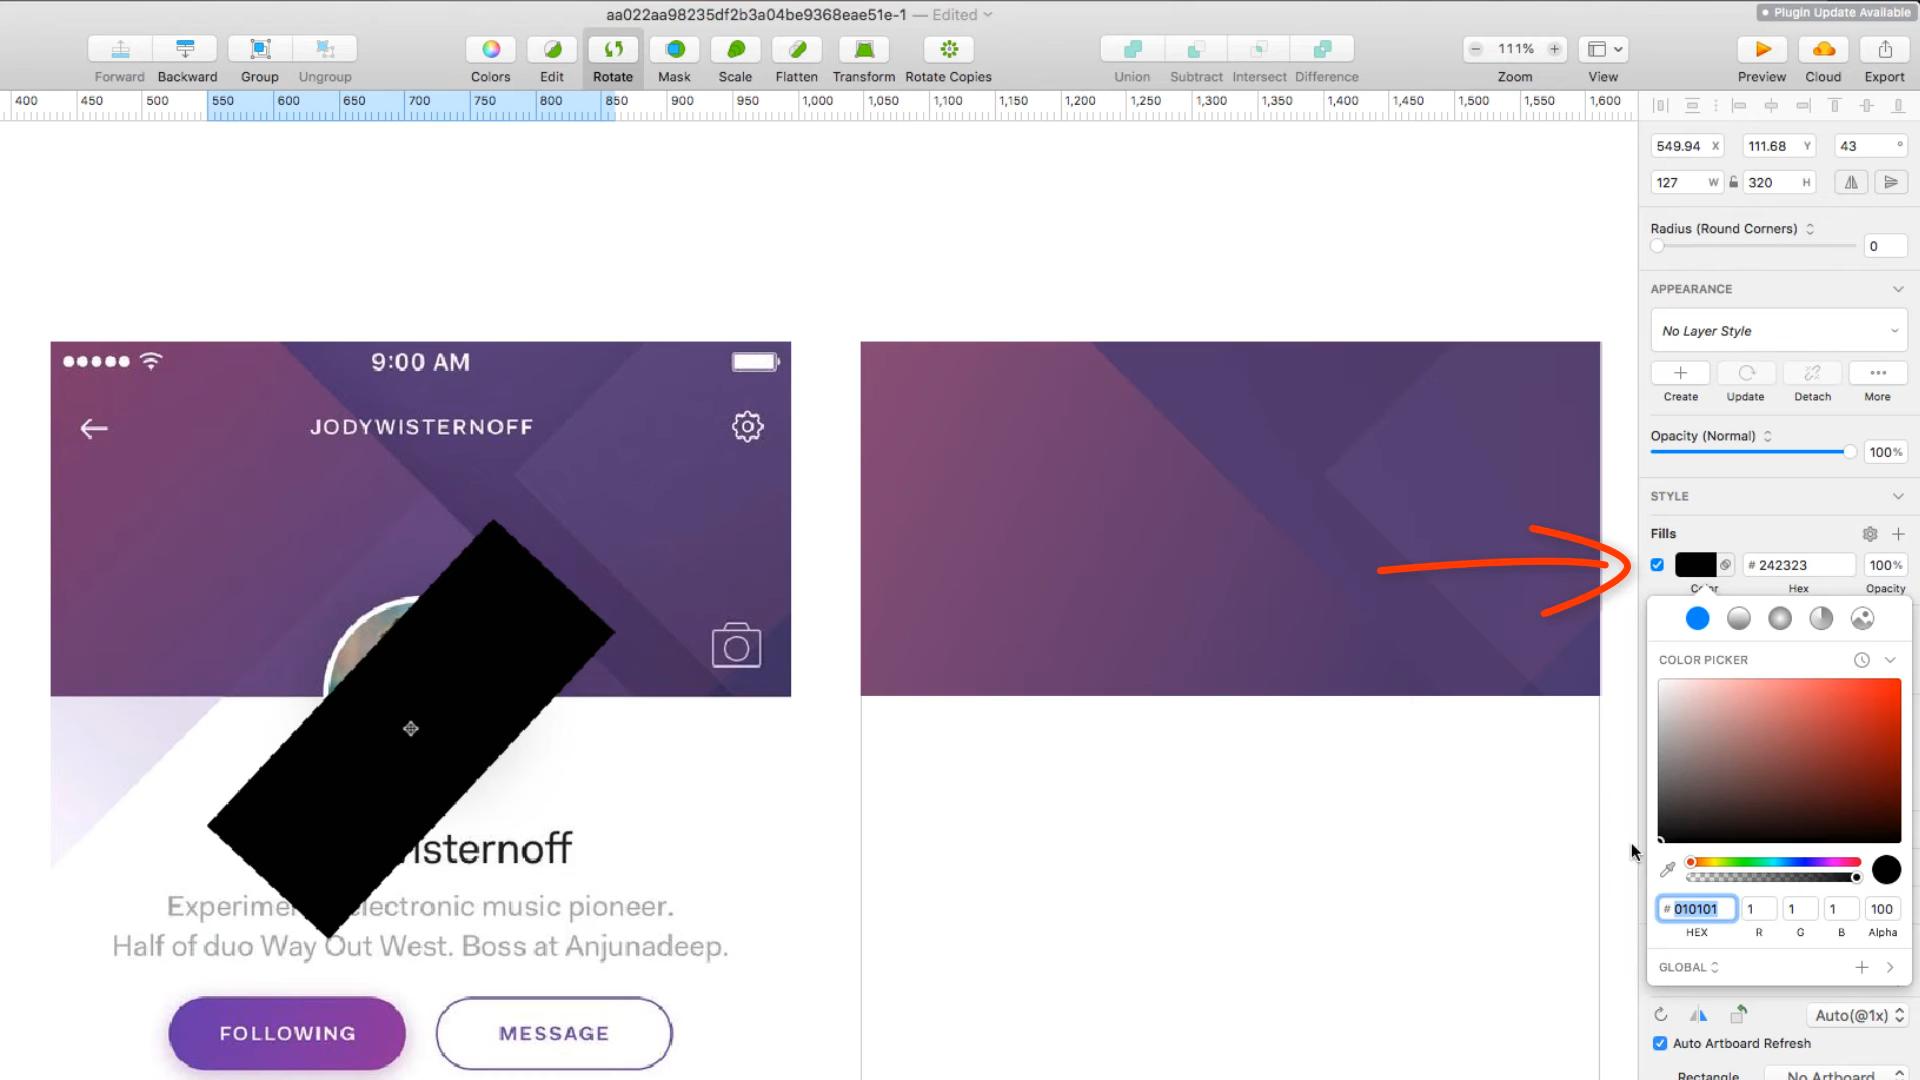 aa022aa98235df2b3a04be9368eae51e-1 — Edited
Plugin Update Available
Forward Backward Group Ungroup Colors Edit Rotate Mask Scale Flatten Transform Rotate Copies Union Subtract Intersect Difference
111%
Zoom View Preview Cloud Export
400 450 500 550 600 650 700 750 800 850 900 950 1,000 1,050 1,100 1,150 1,200 1,250 1,300 1,350 1,400 1,450 1,500 1,550 1,600
549.94 X 111.68 Y 43 °
127 W 320 H
Radius (Round Corners)
0
APPEARANCE
No Layer Style
Create Update Detach More
Opacity (Normal)
100%
STYLE
Fills
# 242323 100%
Color Hex Opacity
COLOR PICKER
# 010101 1 1 1 100
HEX R G B Alpha
GLOBAL
Auto(@1x)
Auto Artboard Refresh
Rectangle No Artboard
9:00 AM
JODYWISTERNOFF
isternoff
Experime lectronic music pioneer.
Half of duo Way Out West. Boss at Anjunadeep.
FOLLOWING MESSAGE